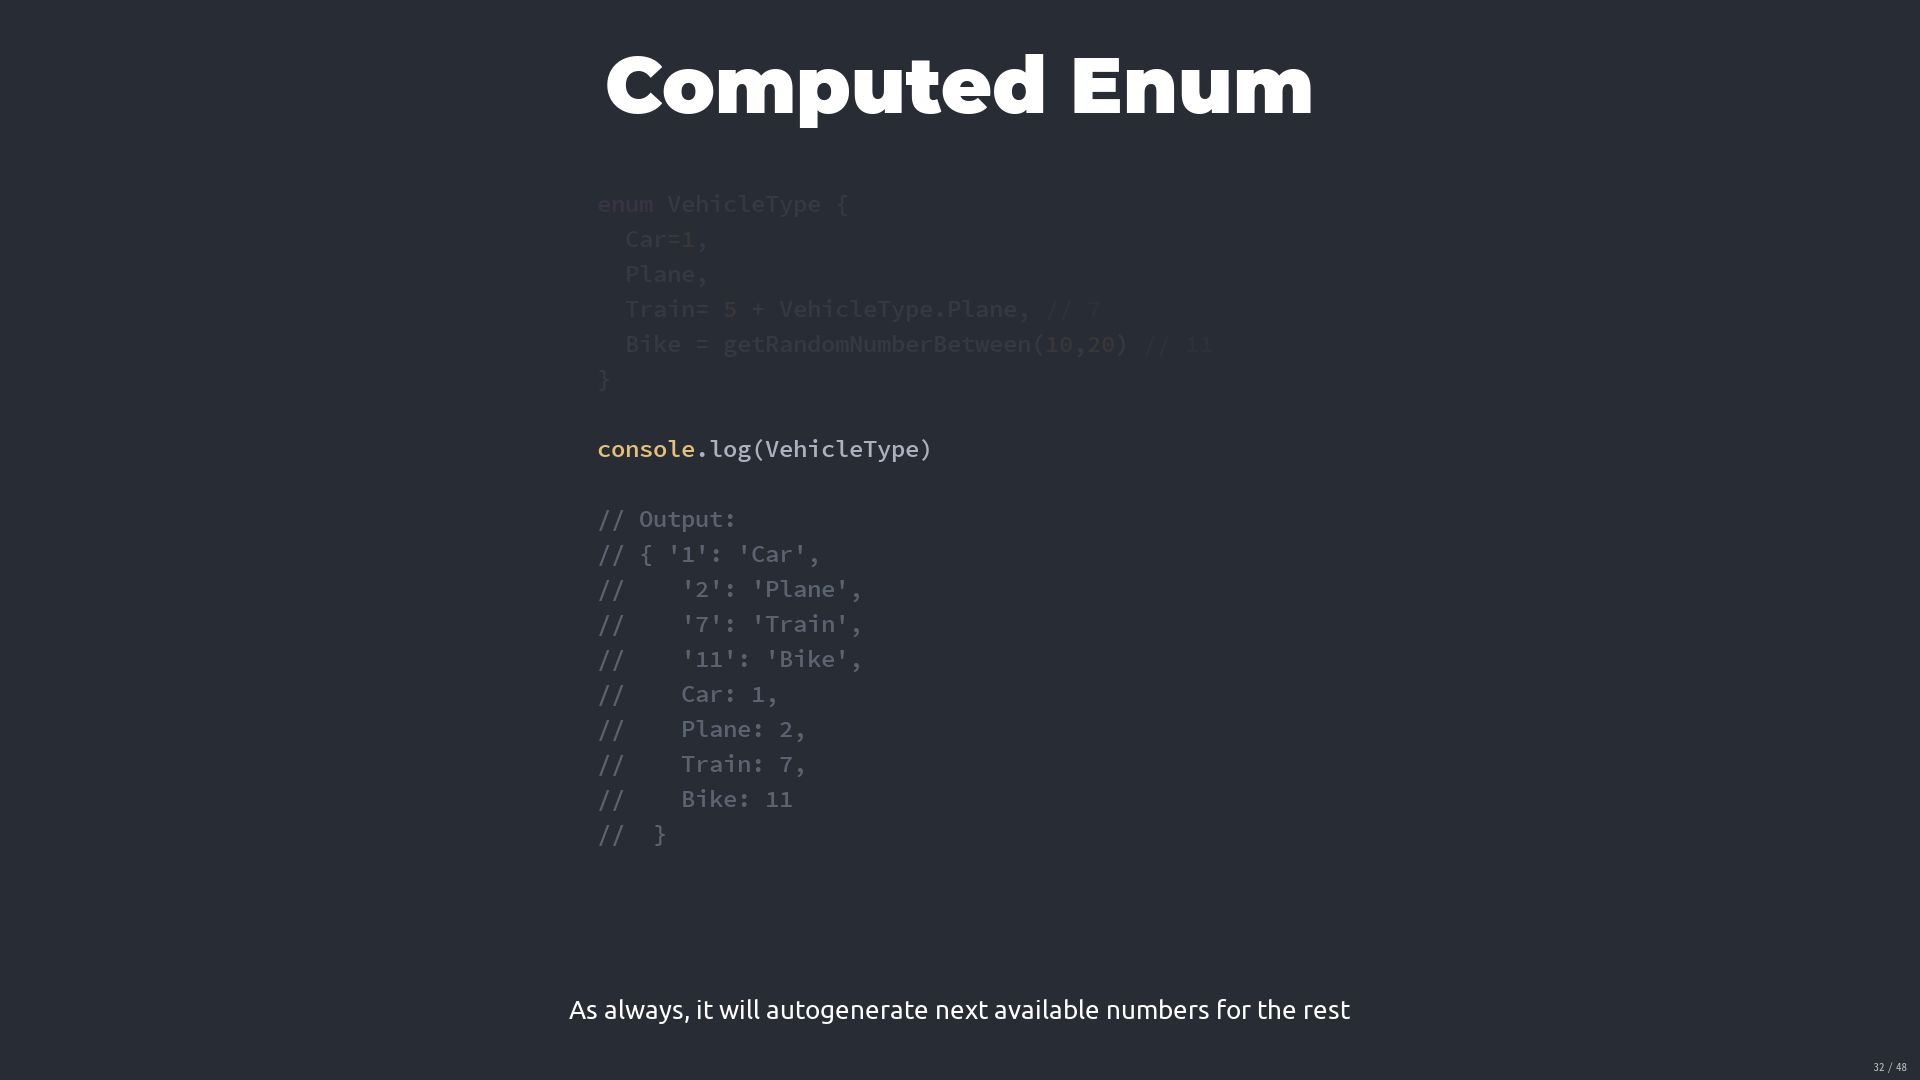 Computed Enum
enum VehicleType {
  Car=1,
  Plane,
  Train= 5 + VehicleType.Plane, // 7
  Bike = getRandomNumberBetween(10,20) // 11
}
console.log(VehicleType)
// Output:
// { '1': 'Car',
//    '2': 'Plane',
//    '7': 'Train',
//    '11': 'Bike',
//    Car: 1,
//    Plane: 2,
//    Train: 7,
//    Bike: 11
//  }
As always, it will autogenerate next available numbers for the rest
32 / 48